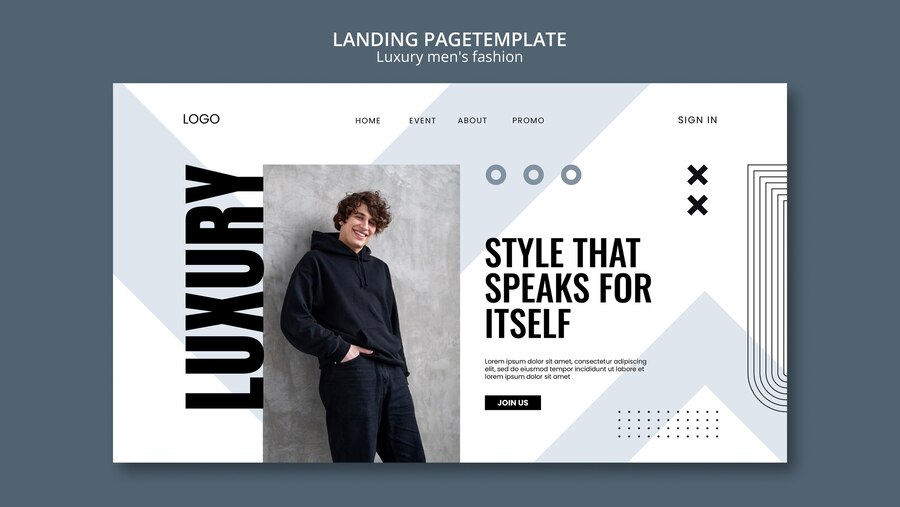 LANDING PAGETEMPLATE
Luxury men's fashion
LOGO
HOME EVENT ABOUT PROMO
SIGN IN
LUXURY
STYLE THAT
SPEAKS FOR
ITSELF
Lorem ipsum dolor sit amet, consectetur adipiscing
elit, sed do eiusmod tempor incididunt ut labore et
lorem ipsum dolor sit amet
JOIN US